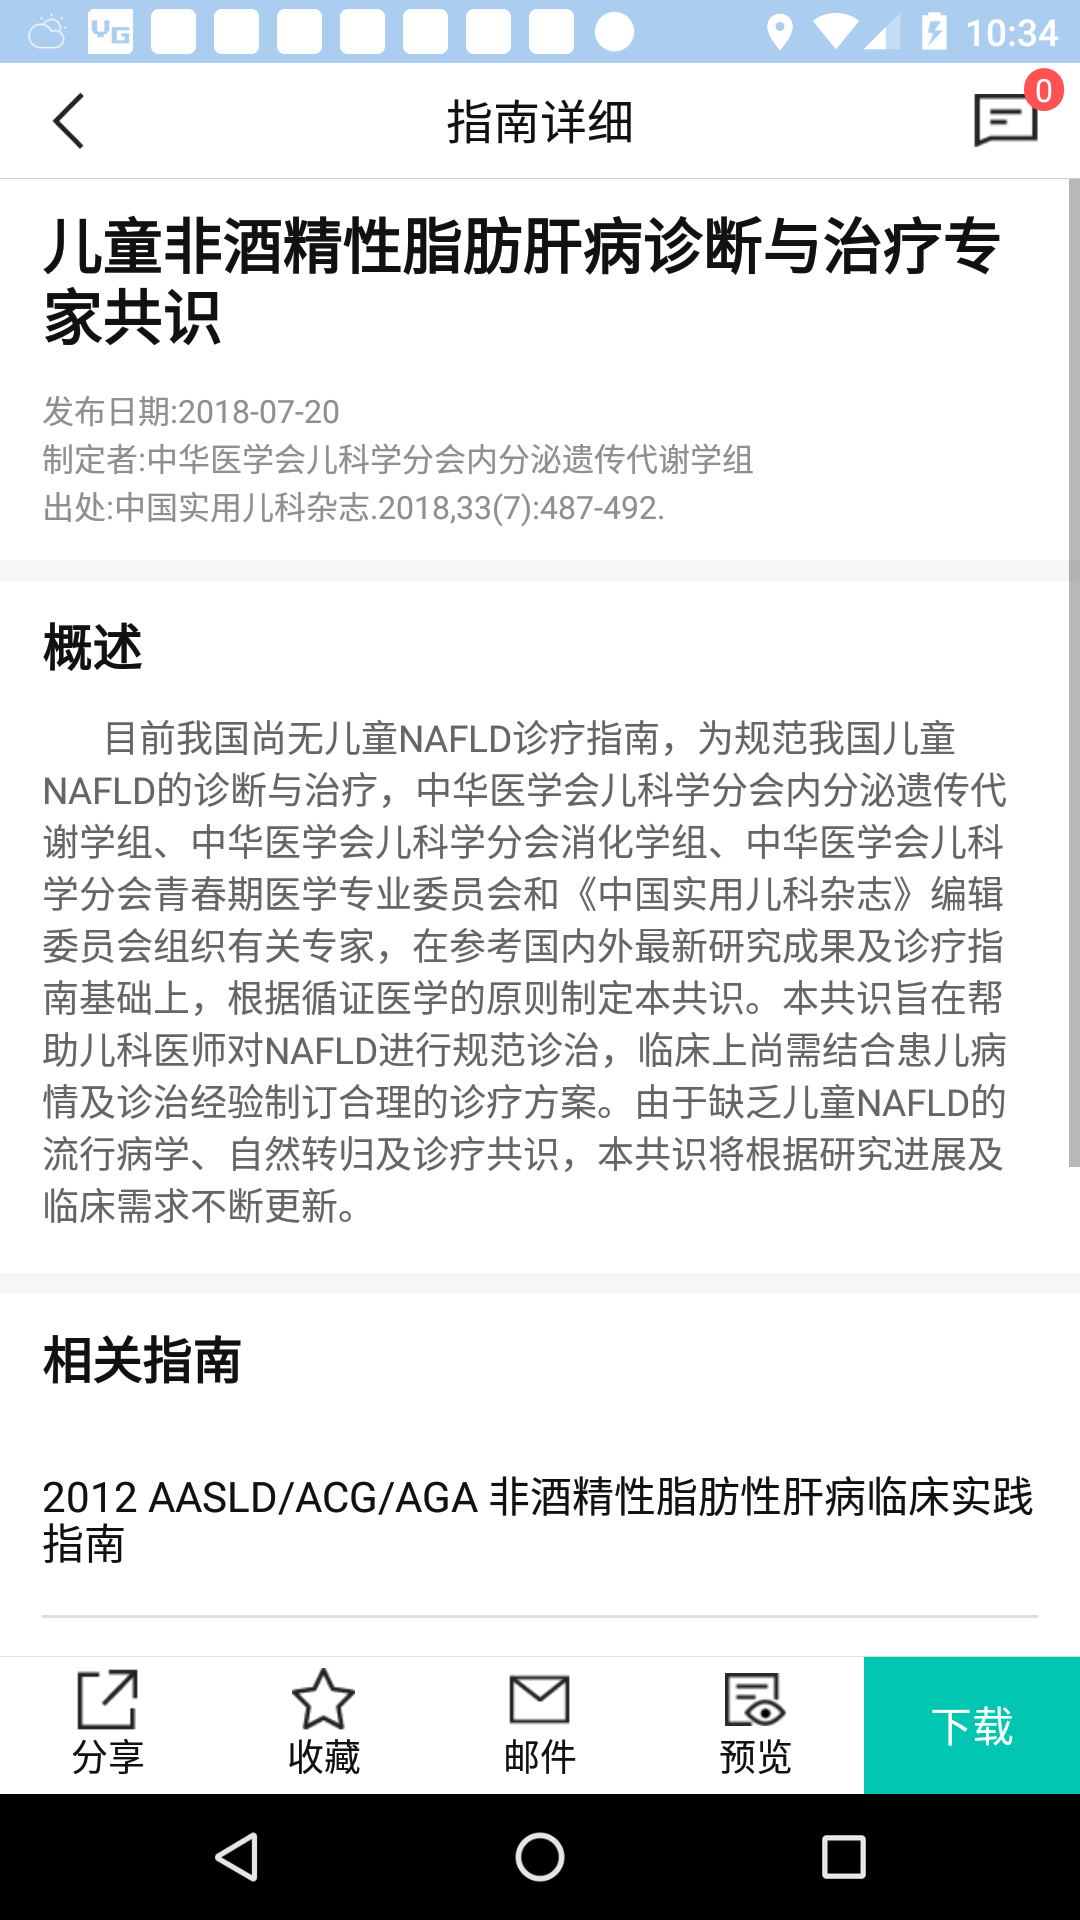 VG
10:34
指南详细
0
儿童非酒精性脂肪肝病诊断与治疗专
家共识
发布日期:2018-07-20
制定者:中华医学会儿科学分会内分泌遗传代谢学组
出处:中国实用儿科杂志.2018,33(7):487-492.
概述
目前我国尚无儿童NAFLD诊疗指南，为规范我国儿童
NAFLD的诊断与治疗，中华医学会儿科学分会内分泌遗传代
谢学组、中华医学会儿科学分会消化学组、中华医学会儿科
学分会青春期医学专业委员会和《中国实用儿科杂志》编辑
委员会组织有关专家，在参考国内外最新研究成果及诊疗指
南基础上，根据循证医学的原则制定本共识。本共识旨在帮
助儿科医师对NAFLD进行规范诊治，临床上尚需结合患儿病
情及诊治经验制订合理的诊疗方案。由于缺乏儿童NAFLD的
流行病学、自然转归及诊疗共识，本共识将根据研究进展及
临床需求不断更新。
相关指南
2012 AASLD/ACG/AGA 非酒精性脂肪性肝病临床实践
指南
分享
收藏
邮件
预览
下载